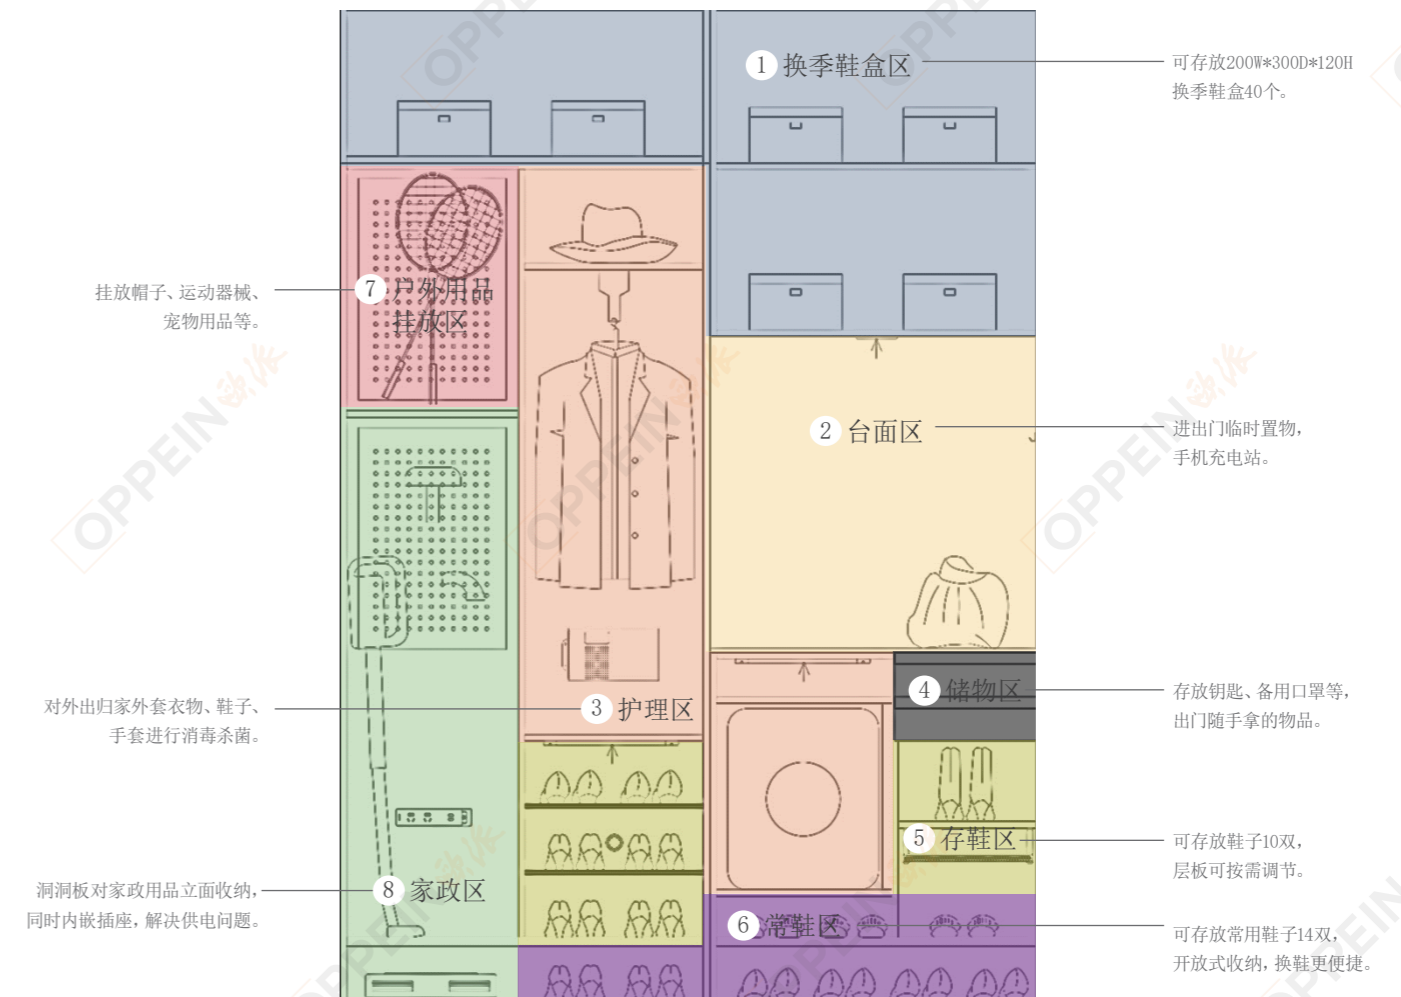 1 换季鞋盒区
可存放200W*300D*120H
换季鞋盒40个。
7 户外用品
挂放区
挂放帽子、运动器械、
宠物用品等。
2 台面区
进出门临时置物，
手机充电站。
3 护理区
对外出归家外套衣物、鞋子、
手套进行消毒杀菌。
4 储物区
存放钥匙、备用口罩等，
出门随手拿的物品。
5 存鞋区
可存放鞋子10双，
层板可按需调节。
8 家政区
洞洞板对家政用品立面收纳，
同时内嵌插座，解决供电问题。
6 常鞋区
可存放常用鞋子14双，
开放式收纳，换鞋更便捷。
OPPEIN
OPPEIN
OPPEIN
OPPEIN
OPPEIN
OPPEIN
OPPEIN